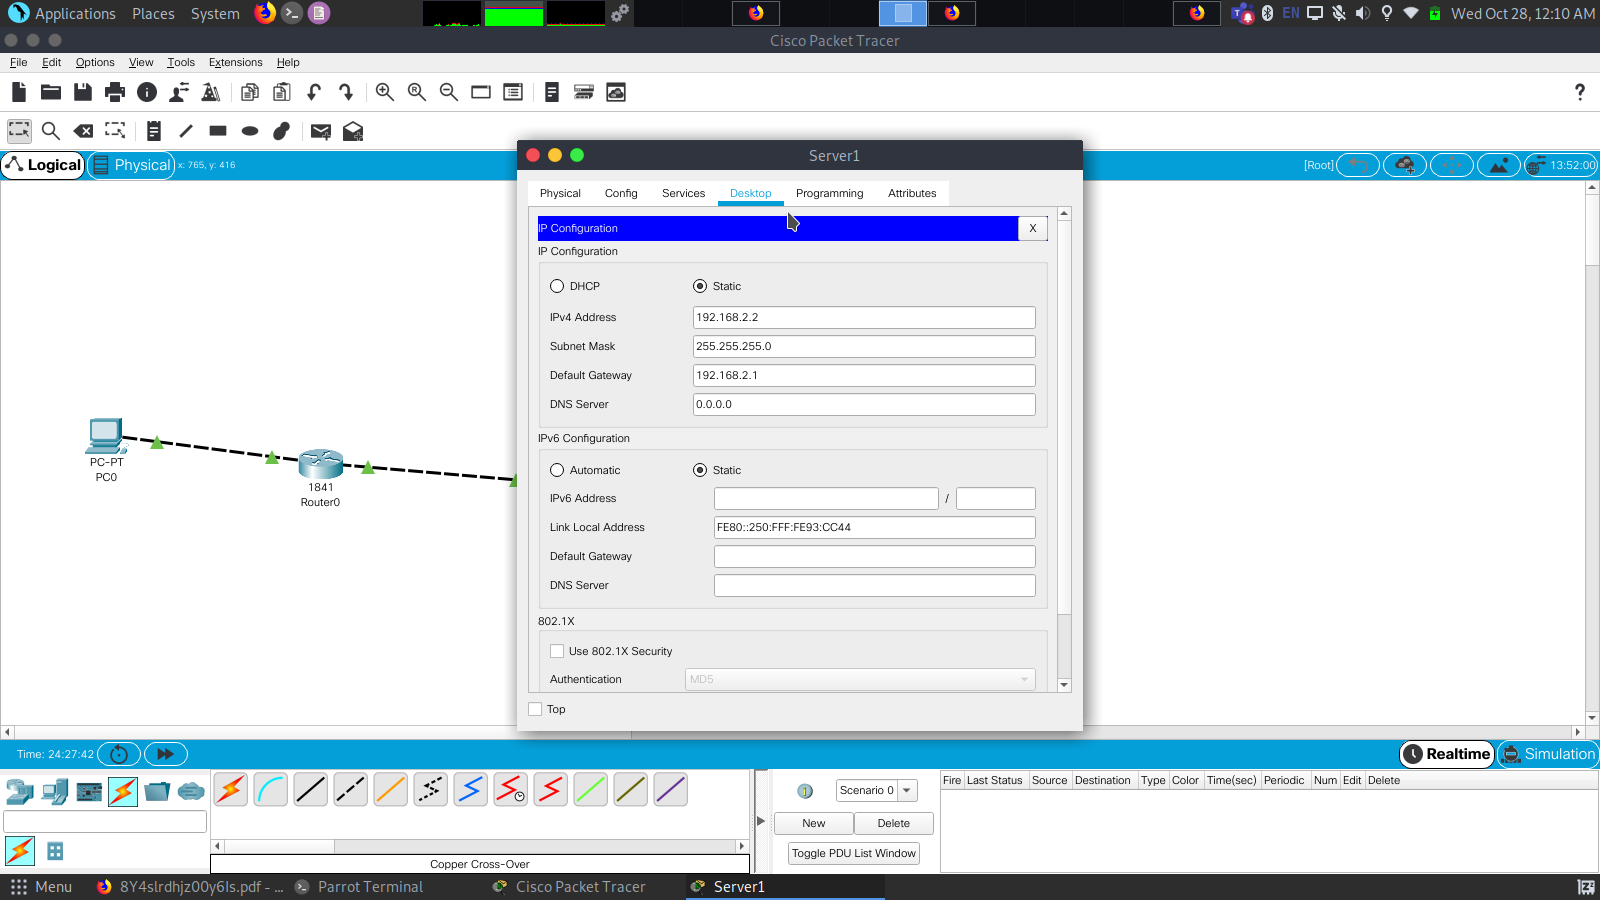 Applications Places System EN Wed Oct 28, 12:10 AM
Cisco Packet Tracer
File Edit Options View Tools Extensions Help
?
Logical Physical x: 765, y: 416 [Root] 13:52:00
Server1
Physical Config Services Desktop Programming Attributes
IP Configuration X
IP Configuration
DHCP Static
IPv4 Address 192.168.2.2
Subnet Mask 255.255.255.0
Default Gateway 192.168.2.1
DNS Server 0.0.0.0
IPv6 Configuration
Automatic Static
IPv6 Address /
Link Local Address FE80::250:FFF:FE93:CC44
Default Gateway
DNS Server
802.1X
Use 802.1X Security
Authentication MD5
Top
PC-PT
PC0
1841
Router0
Time: 24:27:42 Realtime Simulation
Scenario 0
New Delete
Toggle PDU List Window
Fire Last Status Source Destination Type Color Time(sec) Periodic Num Edit Delete
Copper Cross-Over
Menu 8Y4slrdhjz00y6Is.pdf - ... Parrot Terminal Cisco Packet Tracer Server1